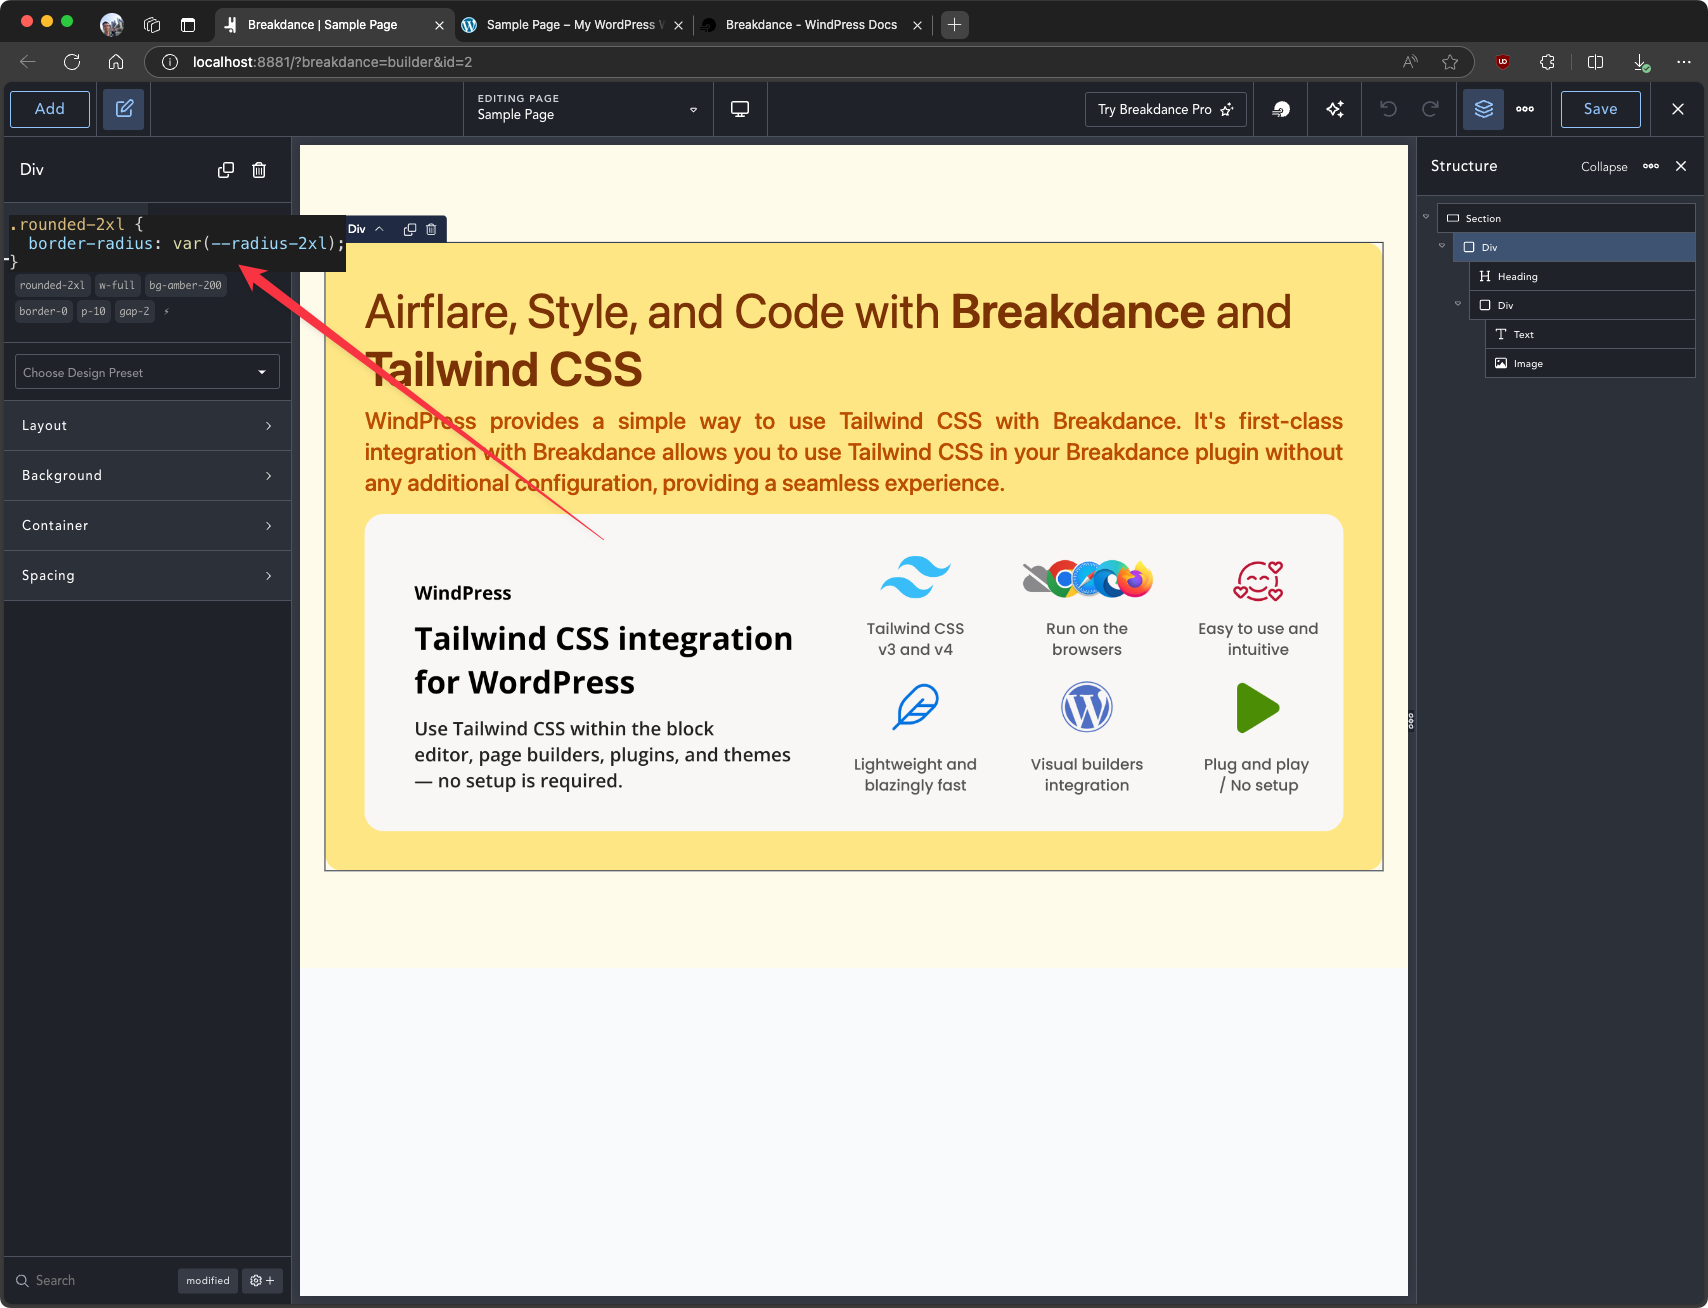 Breakdance | Sample Page
Sample Page – My WordPress W
Breakdance - WindPress Docs
localhost:8881/?breakdance=builder&id=2
Add
EDITING PAGE
Sample Page
Try Breakdance Pro
Save
Div
.rounded-2xl {
border-radius: var(--radius-2xl);
}
rounded-2xl w-full bg-amber-200
border-0 p-10 gap-2
Choose Design Preset
Layout
Background
Container
Spacing
Search
modified
Div
Airflare, Style, and Code with Breakdance and
Tailwind CSS
WindPress provides a simple way to use Tailwind CSS with Breakdance. It's first-class
integration with Breakdance allows you to use Tailwind CSS in your Breakdance plugin without
any additional configuration, providing a seamless experience.
WindPress
Tailwind CSS integration
for WordPress
Use Tailwind CSS within the block
editor, page builders, plugins, and themes
— no setup is required.
Tailwind CSS
v3 and v4
Run on the
browsers
Easy to use and
intuitive
Lightweight and
blazingly fast
Visual builders
integration
Plug and play
/ No setup
Structure
Collapse
Section
Div
Heading
Div
Text
Image